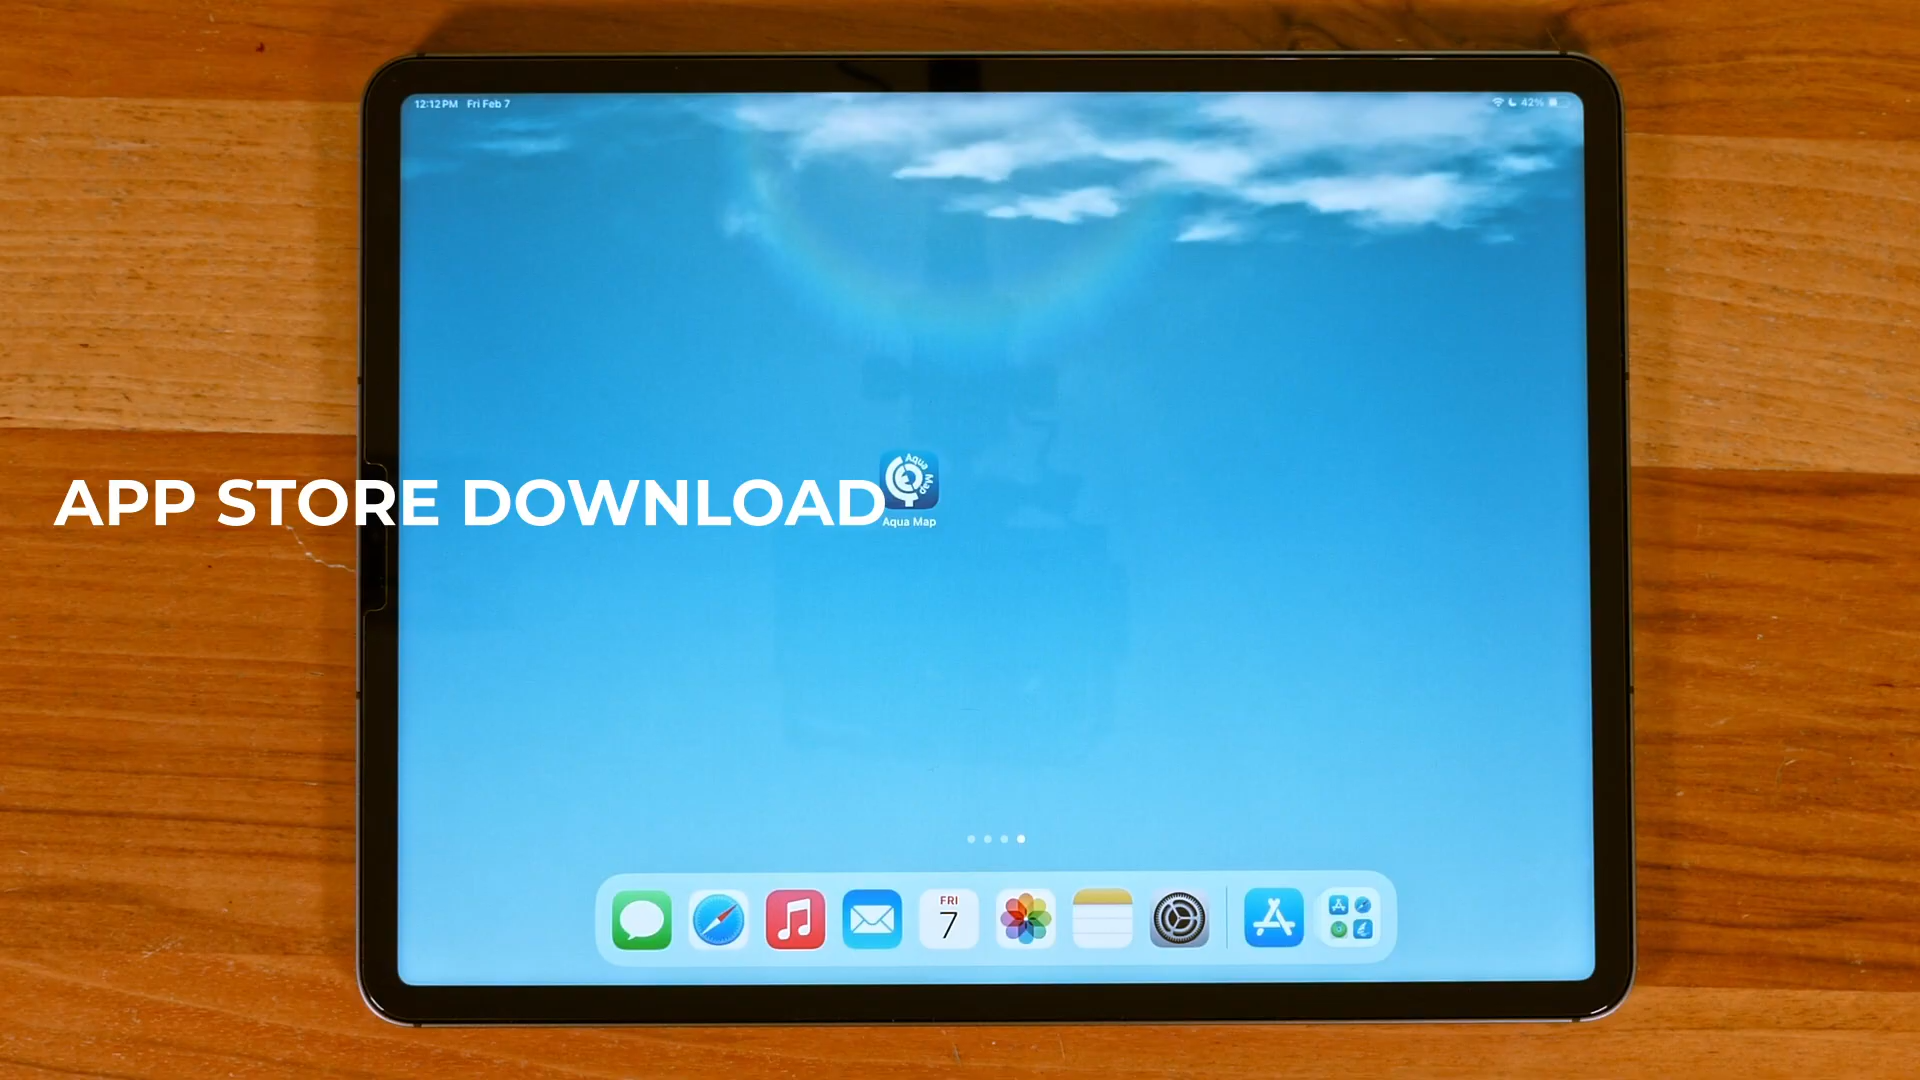 12:12 PM Fri Feb 7
42%
Aqua Map
APP STORE DOWNLOAD
Aqua Map
FRI
7